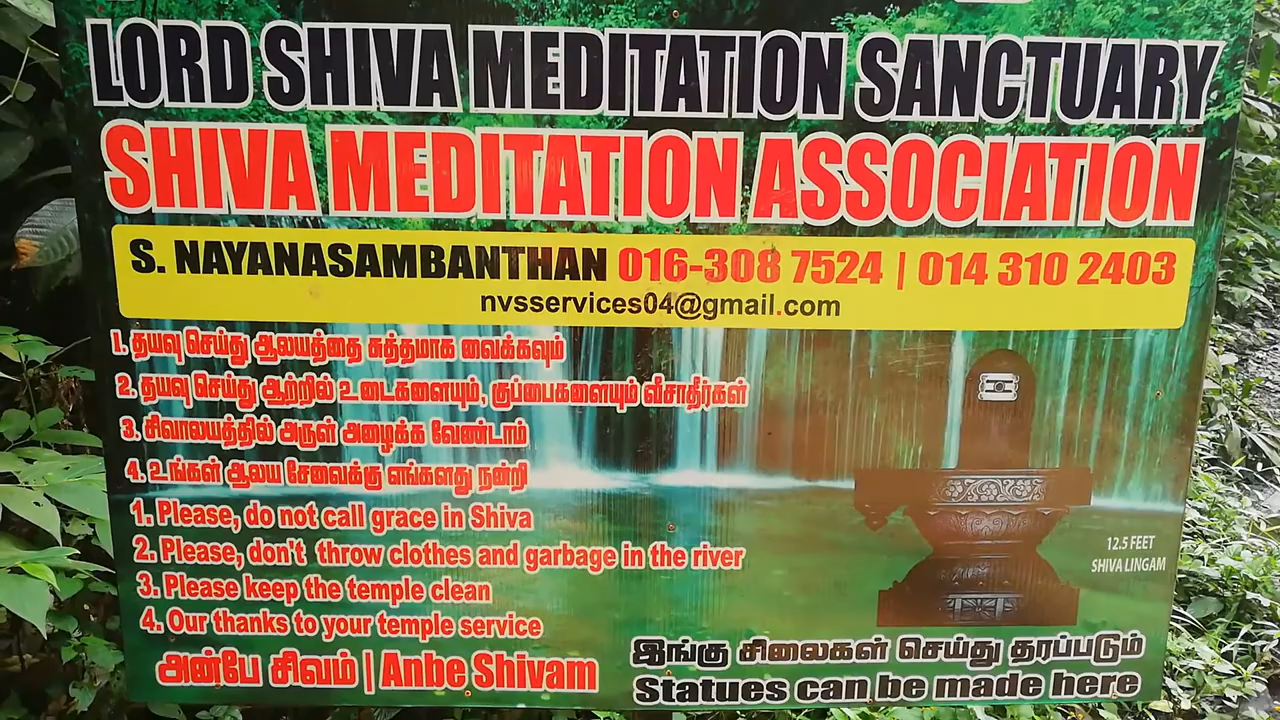 LORD SHIVA MEDITATION SANCTUARY
SHIVA MEDITATION ASSOCIATION
S. NAYANASAMBANTHAN 016-308 7524 | 014 310 2403
nvsservices04@gmail.com
1. தயவு செய்து ஆலயத்தை சுத்தமாக வைக்கவும்
2. தயவு செய்து ஆற்றில் உடைகளையும், குப்பைகளையும் வீசாதீர்கள்
3. சிவாலயத்தில் அருள் அழைக்க வேண்டாம்
4. உங்கள் ஆலய சேவைக்கு எங்களது நன்றி
1. Please, do not call grace in Shiva
2. Please, don't throw clothes and garbage in the river
3. Please keep the temple clean
4. Our thanks to your temple service
அன்பே சிவம் | Anbe Shivam
12.5 FEET
SHIVA LINGAM
இங்கு சிலைகள் செய்து தரப்படும்
Statues can be made here